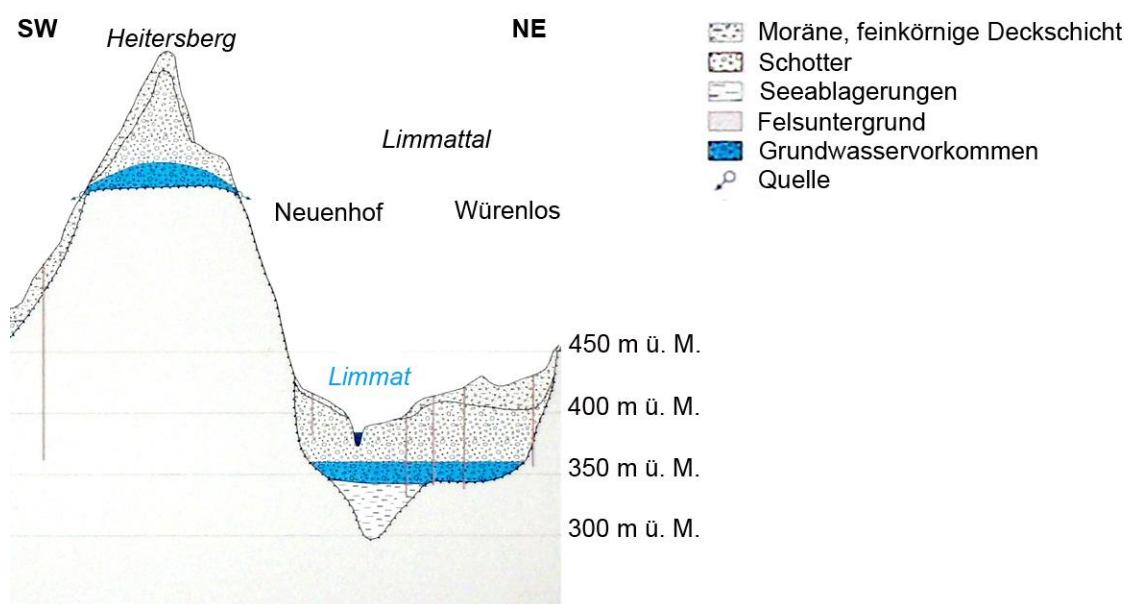 SW
NE
Heitersberg
Limmattal
Neuenhof
Würenlos
Limmat
450 m ü. M.
400 m ü. M.
350 m ü. M.
300 m ü. M.
Moräne, feinkörnige Deckschicht
Schotter
Seeablagerungen
Felsuntergrund
Grundwasservorkommen
Quelle